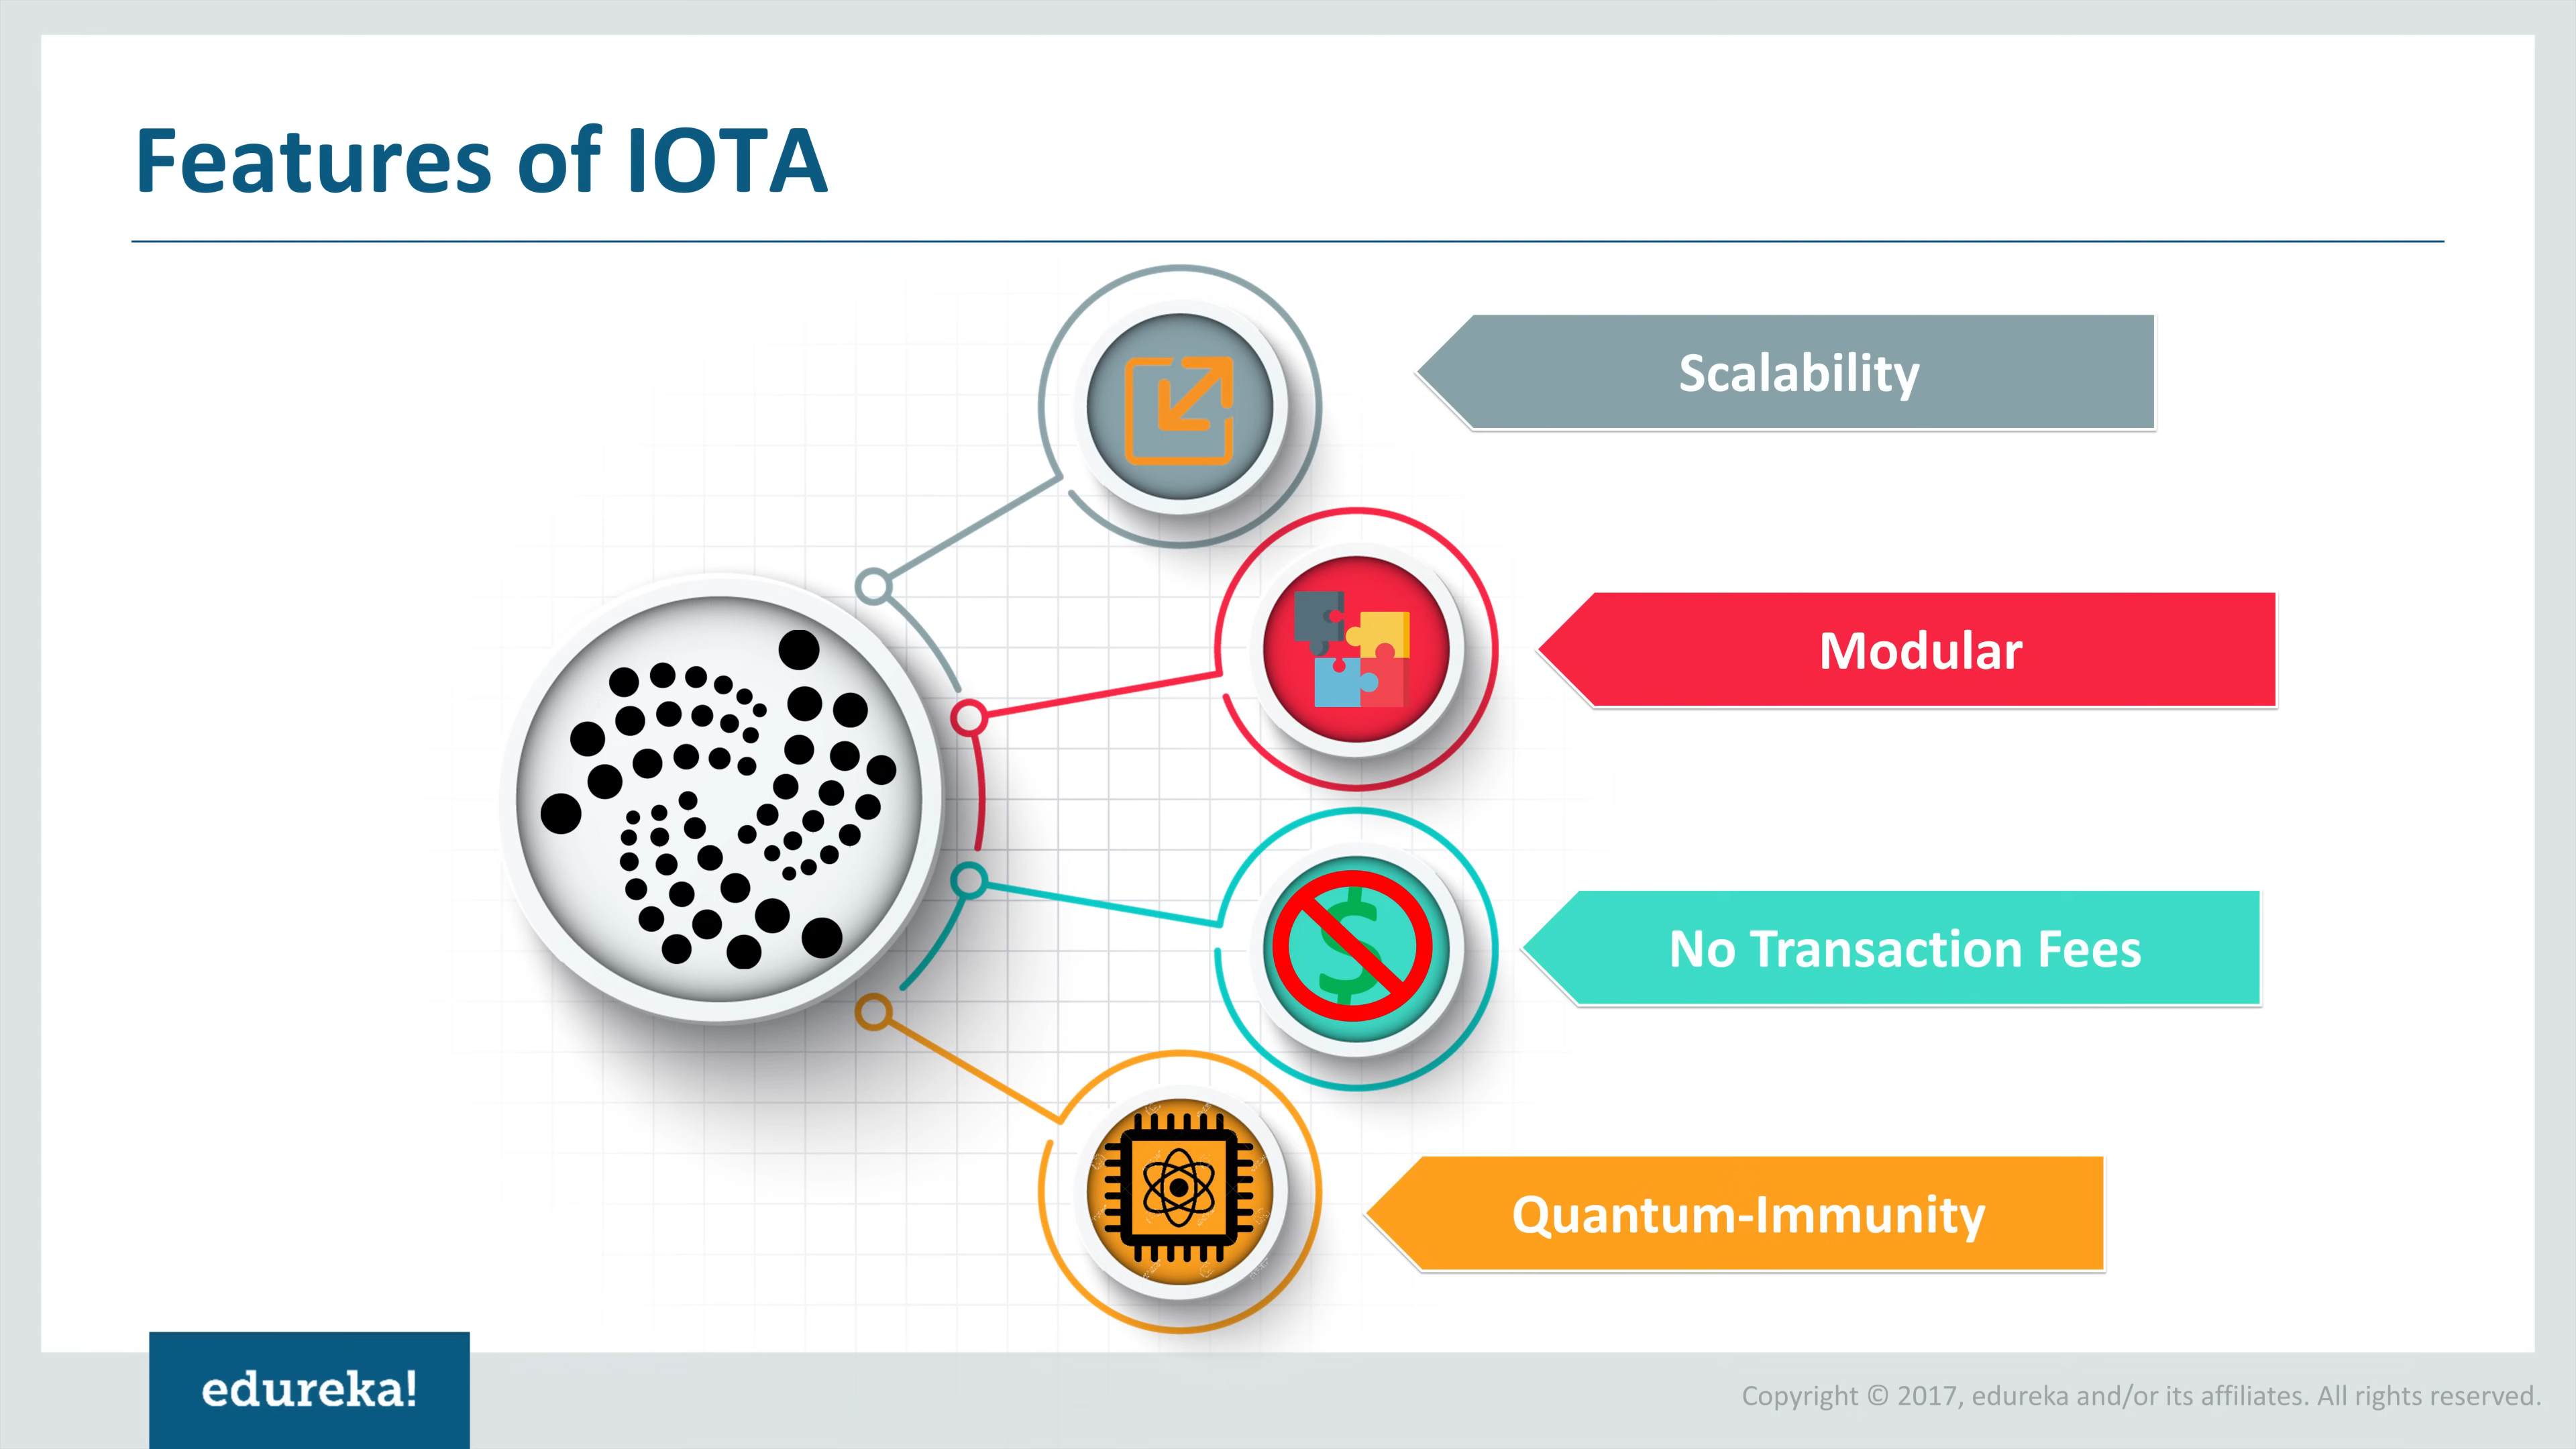 Features of IOTA
Scalability
Modular
No Transaction Fees
Quantum-Immunity
edureka!
Copyright © 2017, edureka and/or its affiliates. All rights reserved.